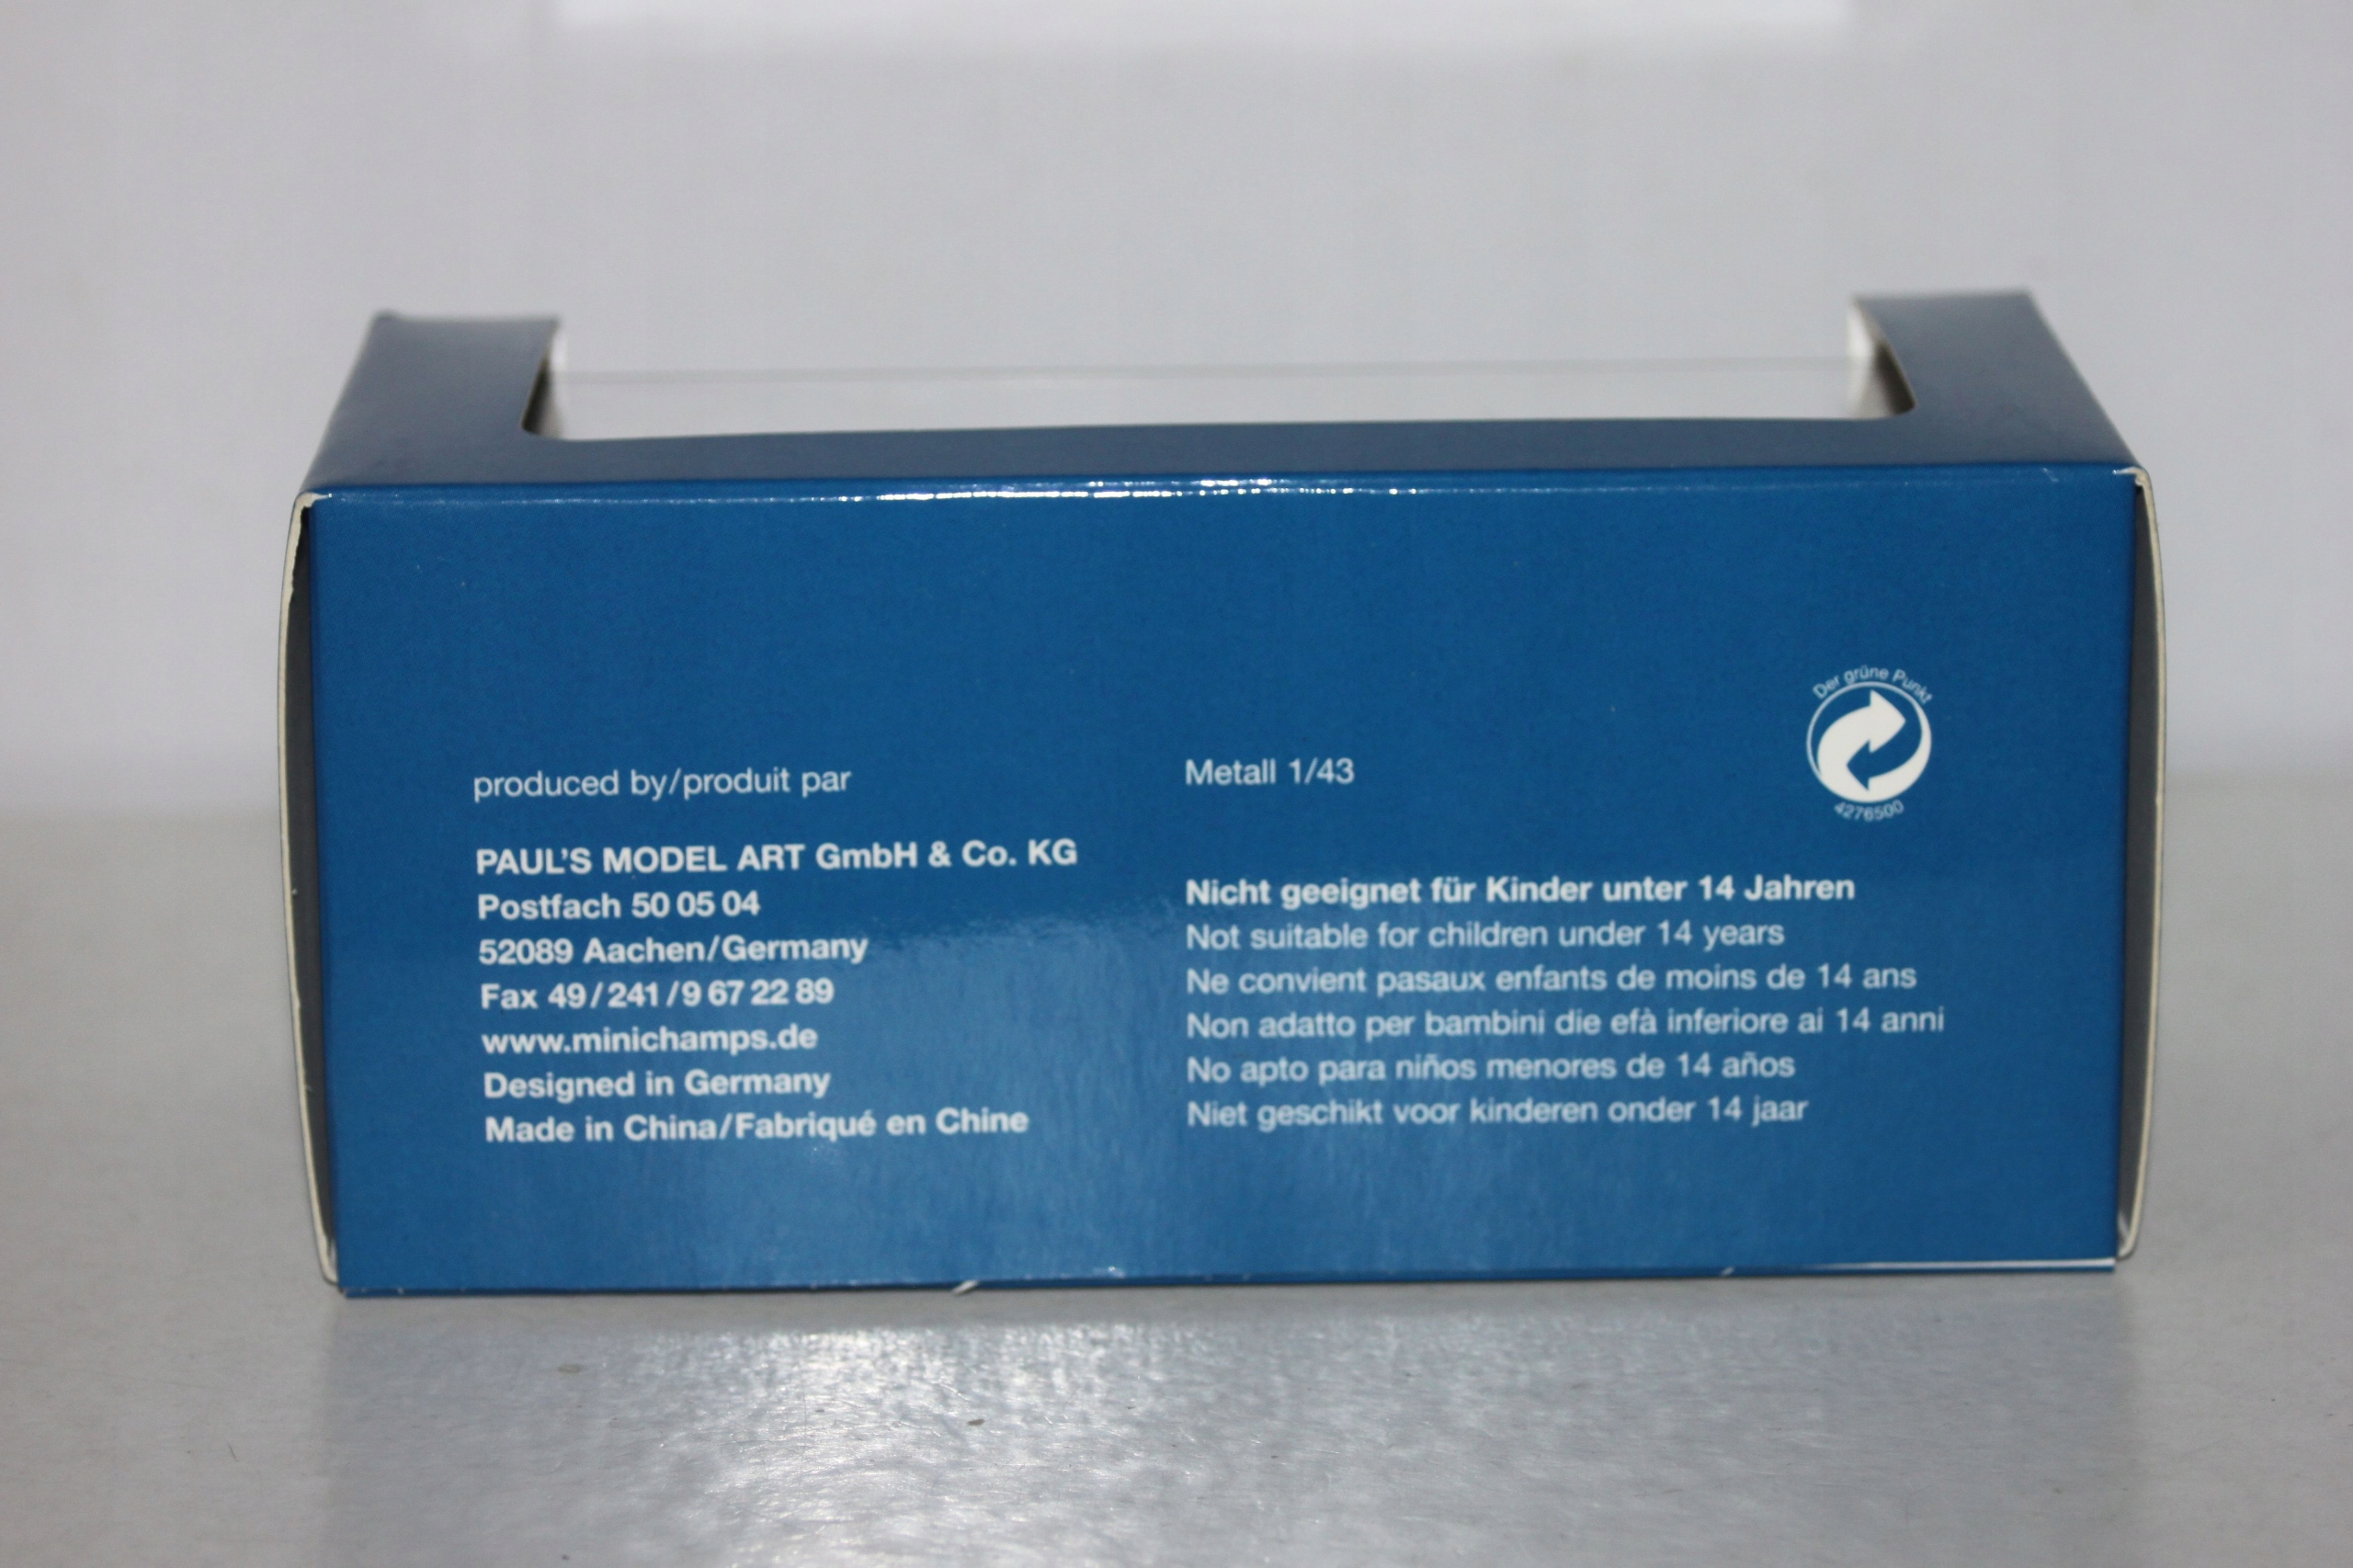 produced by/produit par
PAUL'S MODEL ART GmbH & Co. KG
Postfach 50 05 04
52089 Aachen/Germany
Fax 49/241/9 67 22 89
www.minichamps.de
Designed in Germany
Made in China/Fabriqué en Chine
Metall 1/43
Der grüne Punkt
4276500
Nicht geeignet für Kinder unter 14 Jahren
Not suitable for children under 14 years
Ne convient pasaux enfants de moins de 14 ans
Non adatto per bambini die efà inferiore ai 14 anni
No apto para niños menores de 14 años
Niet geschikt voor kinderen onder 14 jaar